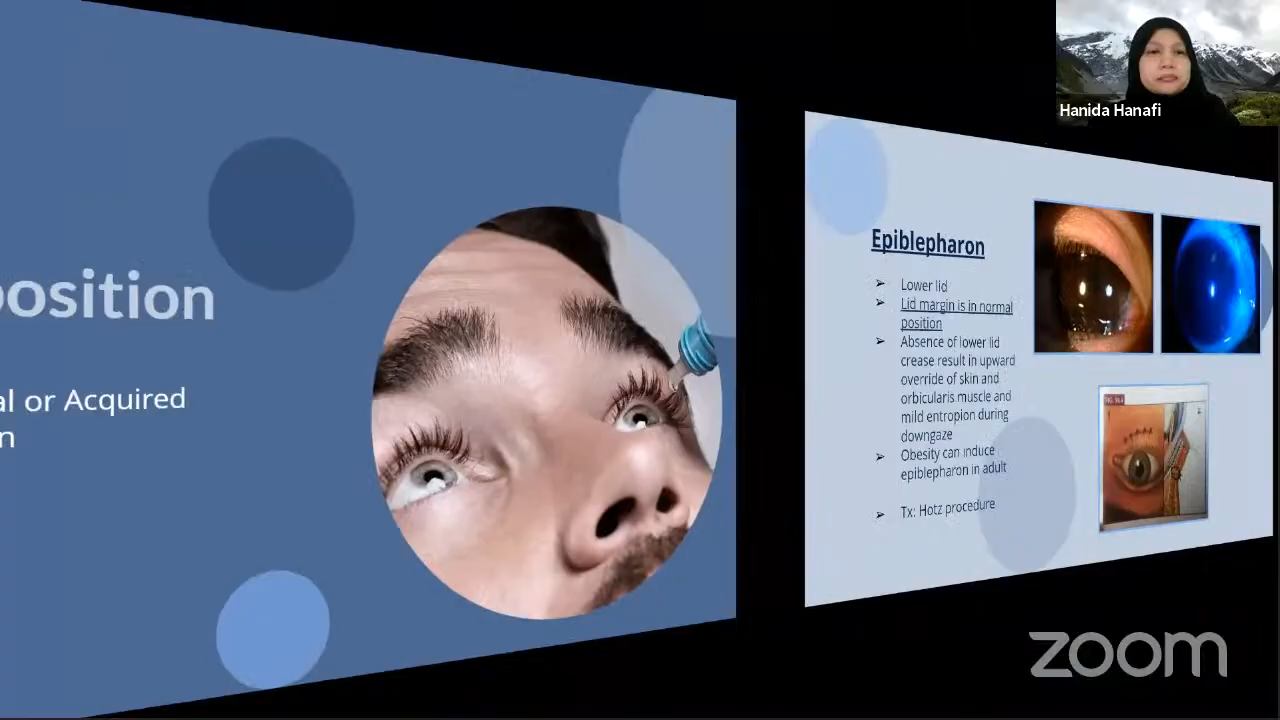 position
al or Acquired
n
Epiblepharon
➢ Lower lid
➢ Lid margin is in normal
position
➢ Absence of lower lid
crease result in upward
override of skin and
orbicularis muscle and
mild entropion during
downgaze
➢ Obesity can induce
epiblepharon in adult
➢ Tx: Hotz procedure
Hanida Hanafi
zoom